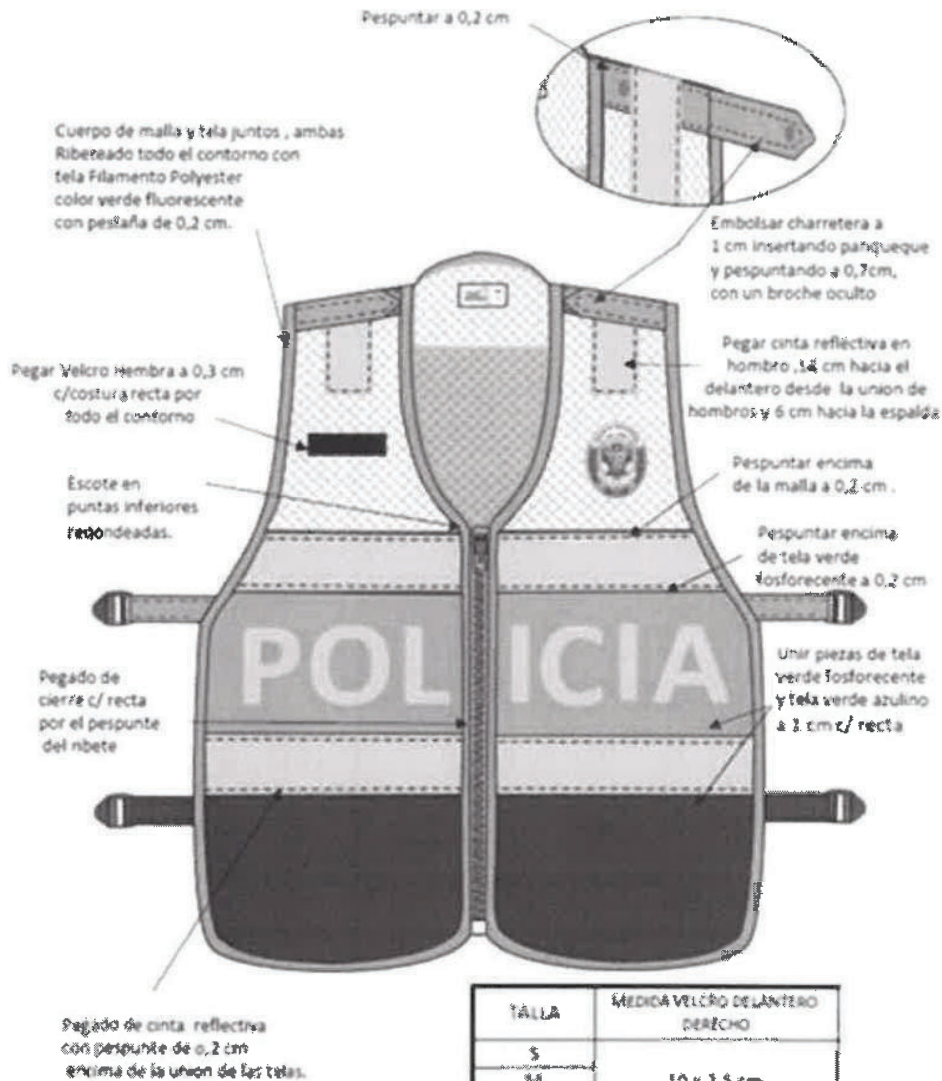 Pespuntar a 0,2 cm
Cuerpo de malla y tela juntos , ambas
Ribeteado todo el contorno con
tela Filamento Polyester
color verde fluorescente
con pestaña de 0,2 cm.
Embolsar charretera a
1 cm insertando panqueque
y pespuntando a 0,7cm,
con un broche oculto
Pegar Velcro Hembra a 0,3 cm
c/costura recta por
todo el contorno
Pegar cinta reflectiva en
hombro, cm hacia el
delantero desde la union de
hombros y 6 cm hacia la espalda
Escote en
puntas inferiores
redondeadas.
Pespuntar encima
de la malla a 0,2 cm .
Pespuntar encima
de tela verde
fosforecente a 0,2 cm
POLICIA
Unir piezas de tela
verde fosforecente
y tela verde azulino
a 1 cm c/ recta
Pegado de
cierre c/ recta
por el pespunte
del ribete
Pegado de cinta reflectiva
con pespunte de 0,2 cm
encima de la union de las telas.
TALLA
MEDIDA VELCRO DELANTERO
DERECHO
S
M